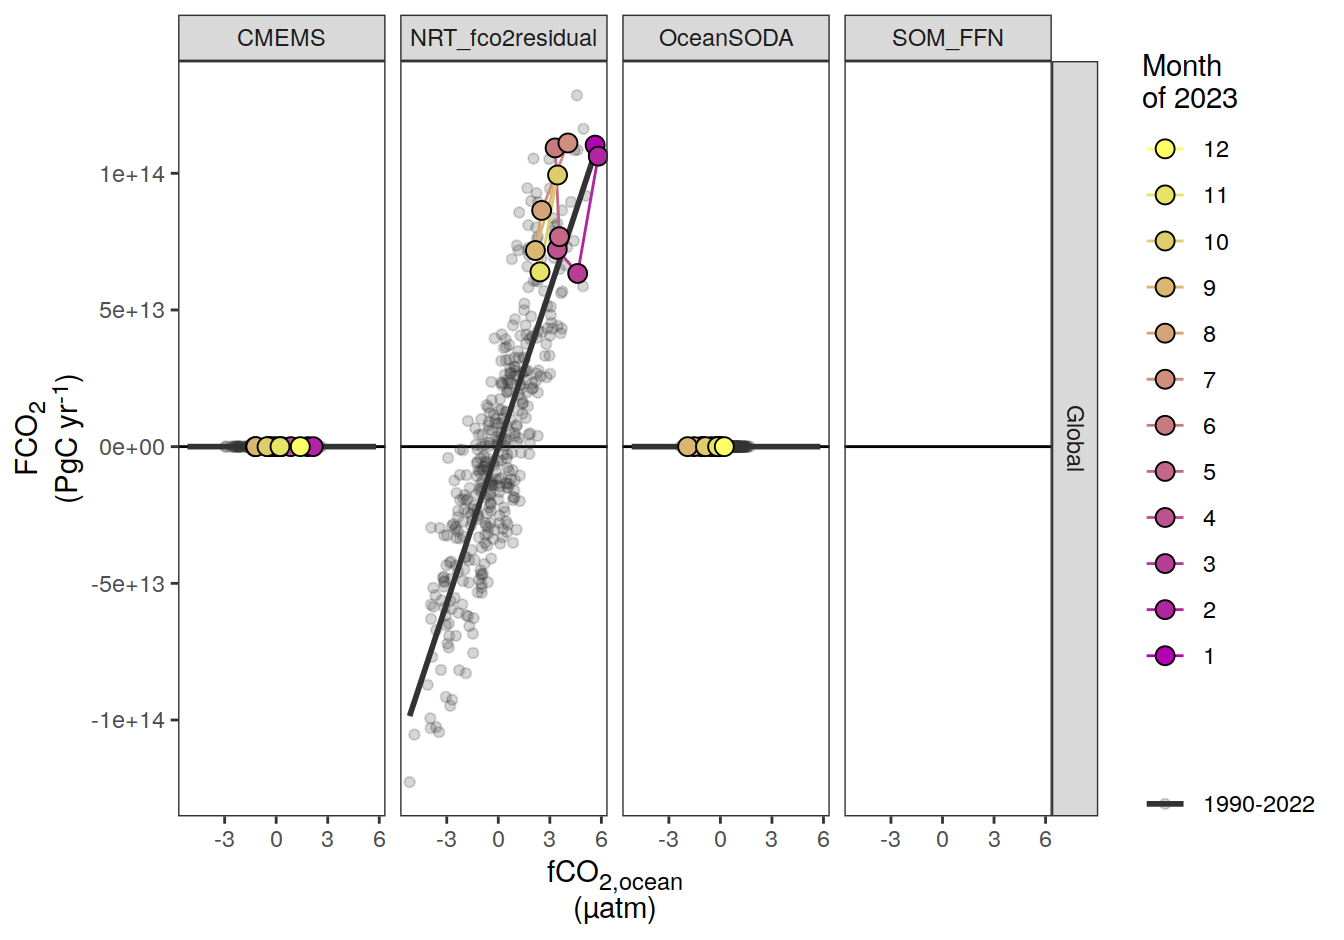 CMEMS
NRT_fco2residual
OceanSODA
SOM_FFN
Global
FCO2
(PgC yr-1)
1e+14
5e+13
0e+00
-5e+13
-1e+14
-3 0 3 6
-3 0 3 6
-3 0 3 6
-3 0 3 6
fCO2,ocean
(µatm)
Month
of 2023
12
11
10
9
8
7
6
5
4
3
2
1
1990-2022